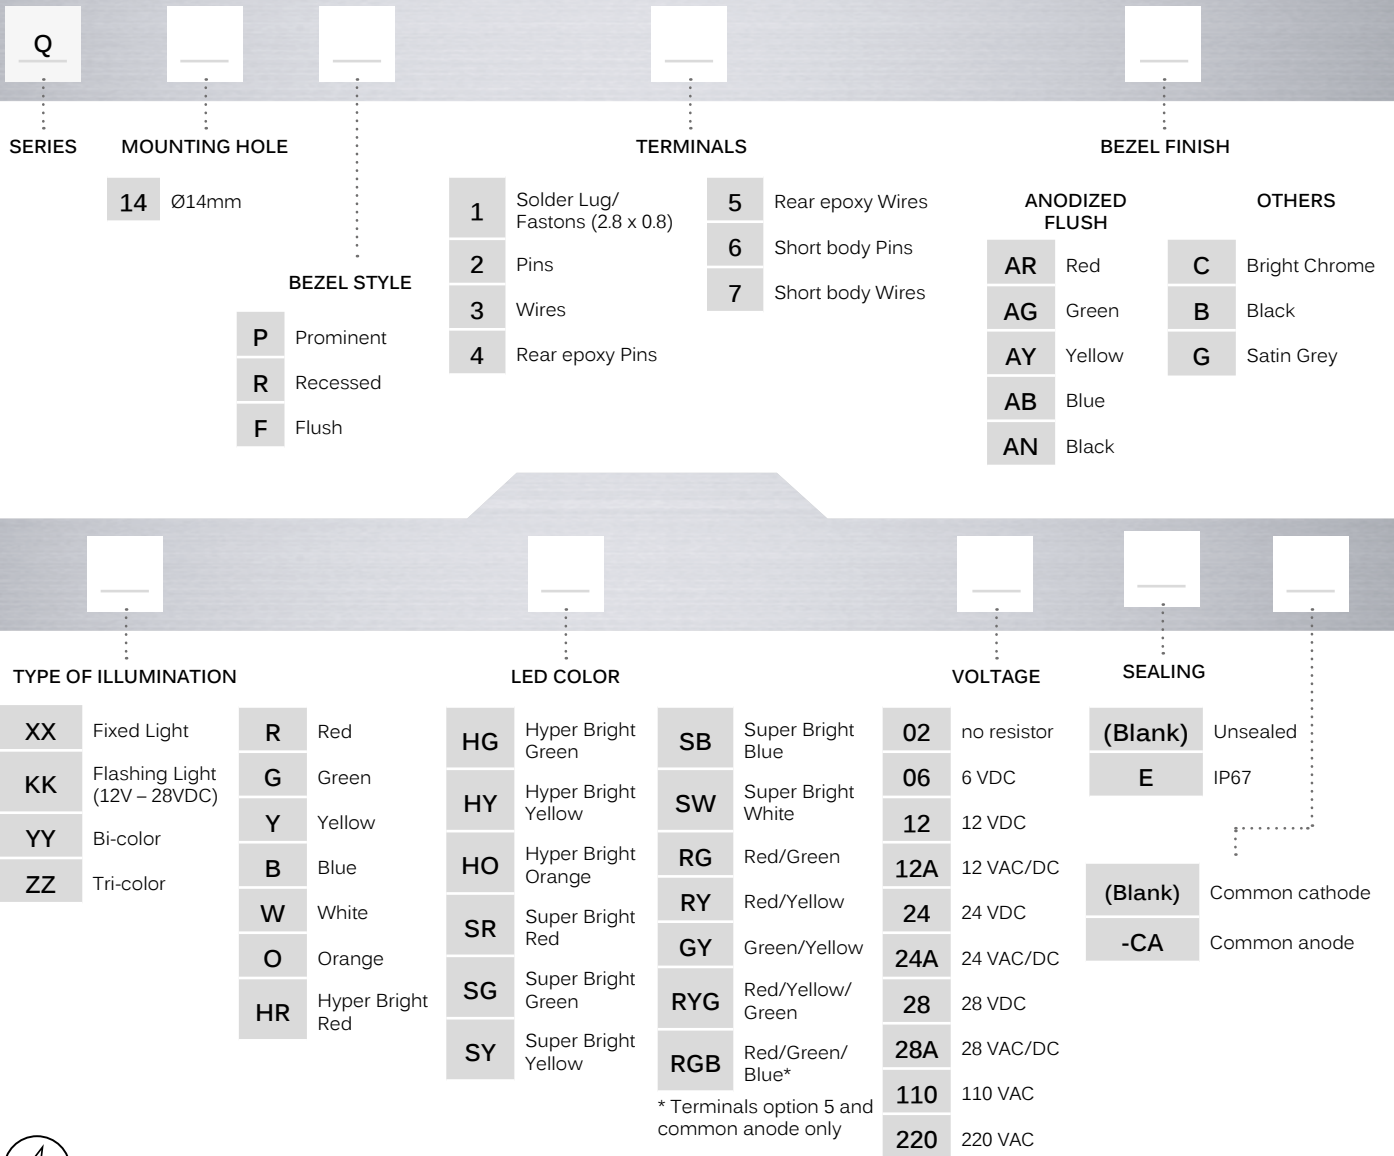 Q
SERIES
MOUNTING HOLE
14 Ø14mm
BEZEL STYLE
P Prominent
R Recessed
F Flush
TERMINALS
1 Solder Lug/
Fastons (2.8 x 0.8)
2 Pins
3 Wires
4 Rear epoxy Pins
5 Rear epoxy Wires
6 Short body Pins
7 Short body Wires
BEZEL FINISH
ANODIZED
FLUSH
AR Red
AG Green
AY Yellow
AB Blue
AN Black
OTHERS
C Bright Chrome
B Black
G Satin Grey
TYPE OF ILLUMINATION
XX Fixed Light
KK Flashing Light
(12V – 28VDC)
YY Bi-color
ZZ Tri-color
LED COLOR
R Red
G Green
Y Yellow
B Blue
W White
O Orange
HR Hyper Bright
Red
HG Hyper Bright
Green
HY Hyper Bright
Yellow
HO Hyper Bright
Orange
SR Super Bright
Red
SG Super Bright
Green
SY Super Bright
Yellow
SB Super Bright
Blue
SW Super Bright
White
RG Red/Green
RY Red/Yellow
GY Green/Yellow
RYG Red/Yellow/
Green
RGB Red/Green/
Blue*
* Terminals option 5 and
common anode only
VOLTAGE
02 no resistor
06 6 VDC
12 12 VDC
12A 12 VAC/DC
24 24 VDC
24A 24 VAC/DC
28 28 VDC
28A 28 VAC/DC
110 110 VAC
220 220 VAC
SEALING
(Blank) Unsealed
E IP67
(Blank) Common cathode
-CA Common anode